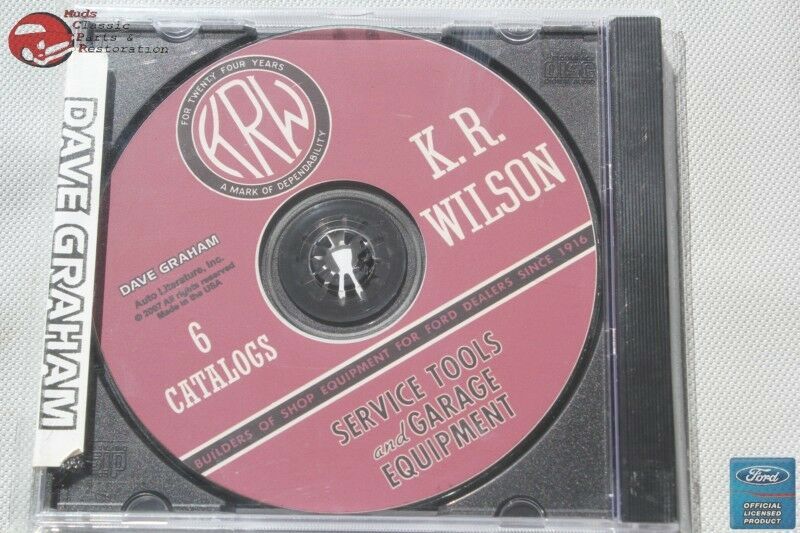 Muds
Classic
Parts &
Restoration
DAVE GRAHAM
FOR TWENTY FOUR YEARS
KRW
A MARK OF DEPENDABILITY
K.R.
WILSON
DAVE GRAHAM
Auto Literature, Inc.
© 2007 All rights reserved
Made in the USA
6
CATALOGS
BUILDERS OF SHOP EQUIPMENT FOR FORD DEALERS SINCE 1916
SERVICE TOOLS
and GARAGE
EQUIPMENT
Ford
OFFICIAL
LICENSED
PRODUCT